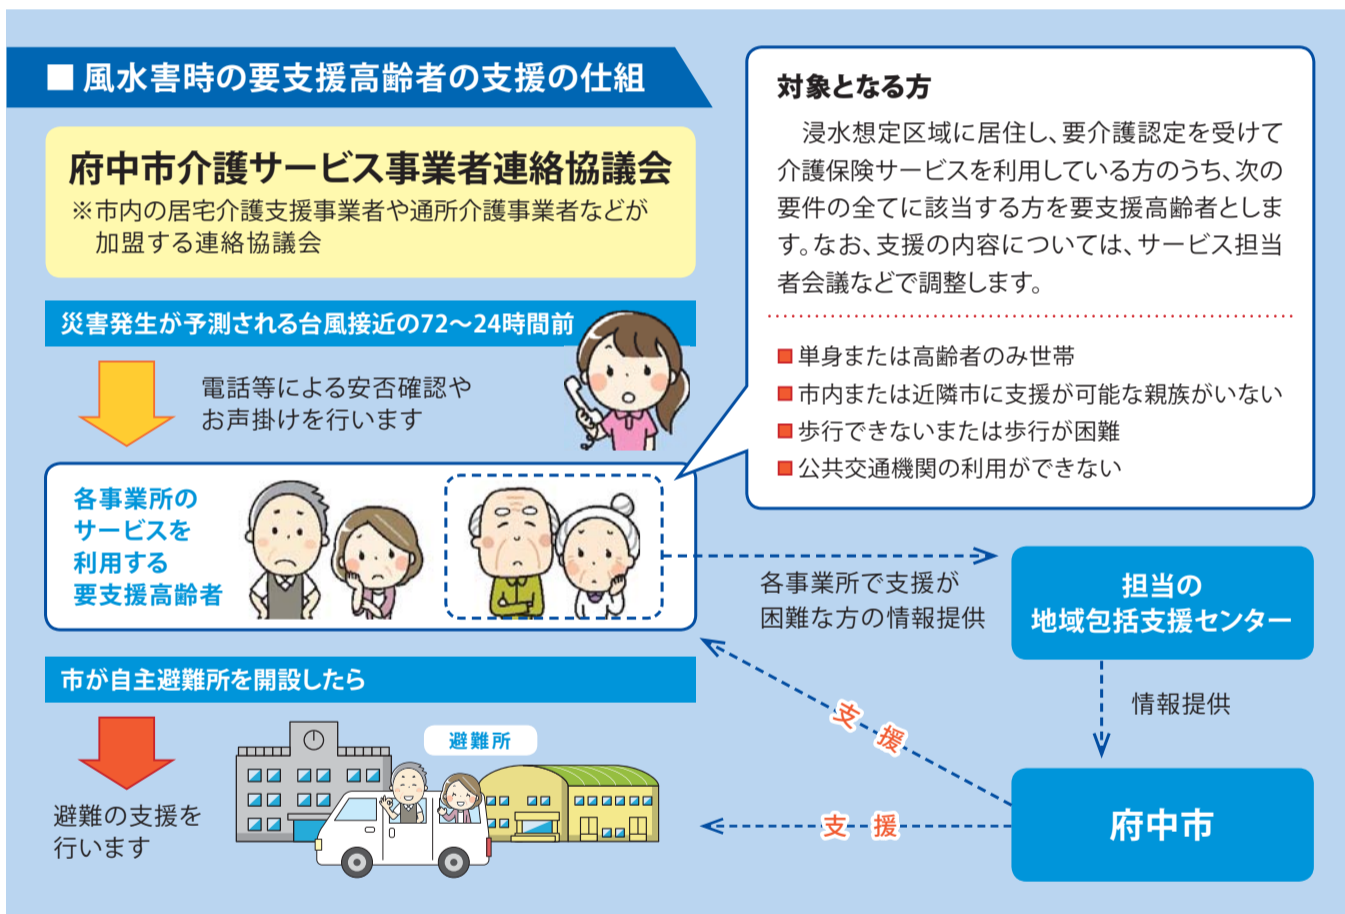 ■ 風水害時の要支援高齢者の支援の仕組
府中市介護サービス事業者連絡協議会
※市内の居宅介護支援事業者や通所介護事業者などが
加盟する連絡協議会
災害発生が予測される台風接近の72～24時間前
電話等による安否確認や
お声掛けを行います
各事業所の
サービスを
利用する
要支援高齢者
市が自主避難所を開設したら
避難所
避難の支援を
行います
対象となる方
浸水想定区域に居住し、要介護認定を受けて
介護保険サービスを利用している方のうち、次の
要件の全てに該当する方を要支援高齢者としま
す。なお、支援の内容については、サービス担当
者会議などで調整します。
■ 単身または高齢者のみ世帯
■ 市内または近隣市に支援が可能な親族がいない
■ 歩行できないまたは歩行が困難
■ 公共交通機関の利用ができない
各事業所で支援が
困難な方の情報提供
担当の
地域包括支援センター
情報提供
支援
支援
府中市